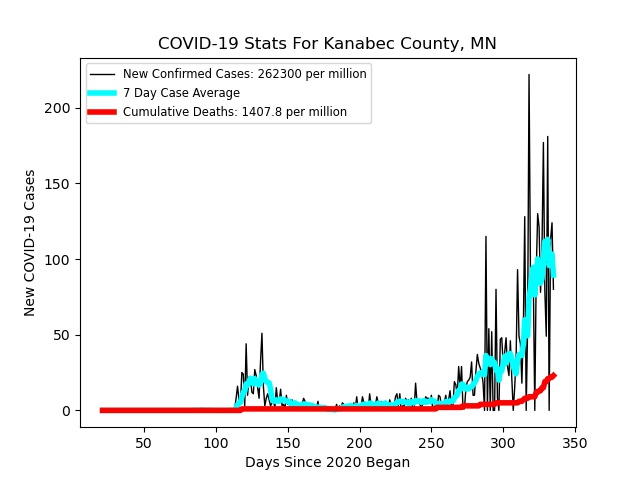 COVID-19 Stats For Kanabec County, MN
New Confirmed Cases: 262300 per million
7 Day Case Average
Cumulative Deaths: 1407.8 per million
New COVID-19 Cases
200
150
100
50
0
50
100
150
200
250
300
350
Days Since 2020 Began